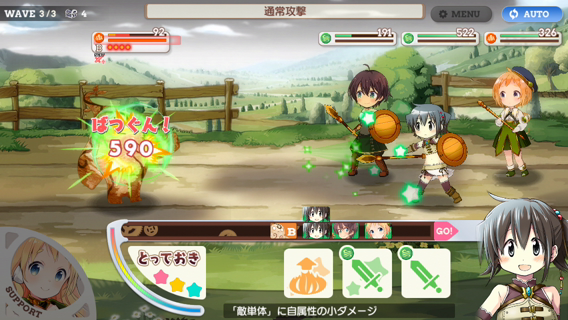 WAVE 3/3 4
通常攻撃
MENU
AUTO
92
191
522
326
ばつぐん!
590
B
GO!
とっておき
SUPPORT
「敵単体」に自属性の小ダメージ